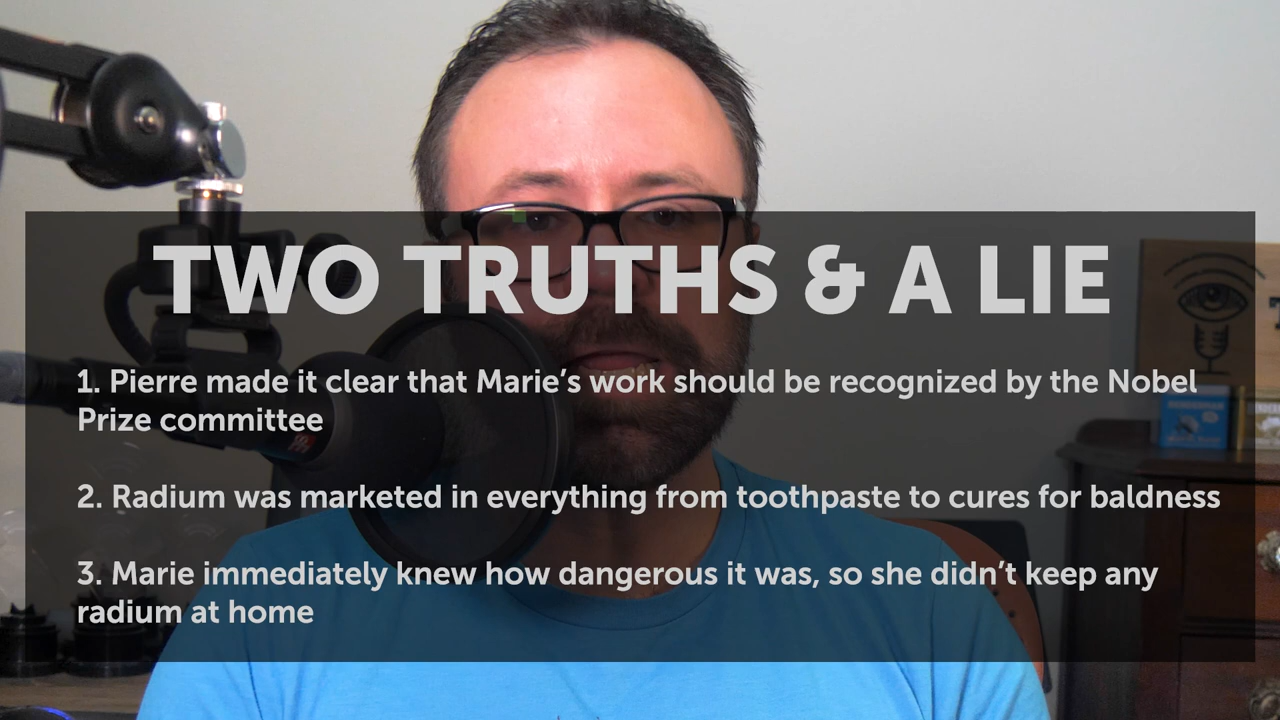 TWO TRUTHS & A LIE
1. Pierre made it clear that Marie’s work should be recognized by the Nobel
Prize committee
2. Radium was marketed in everything from toothpaste to cures for baldness
3. Marie immediately knew how dangerous it was, so she didn’t keep any
radium at home